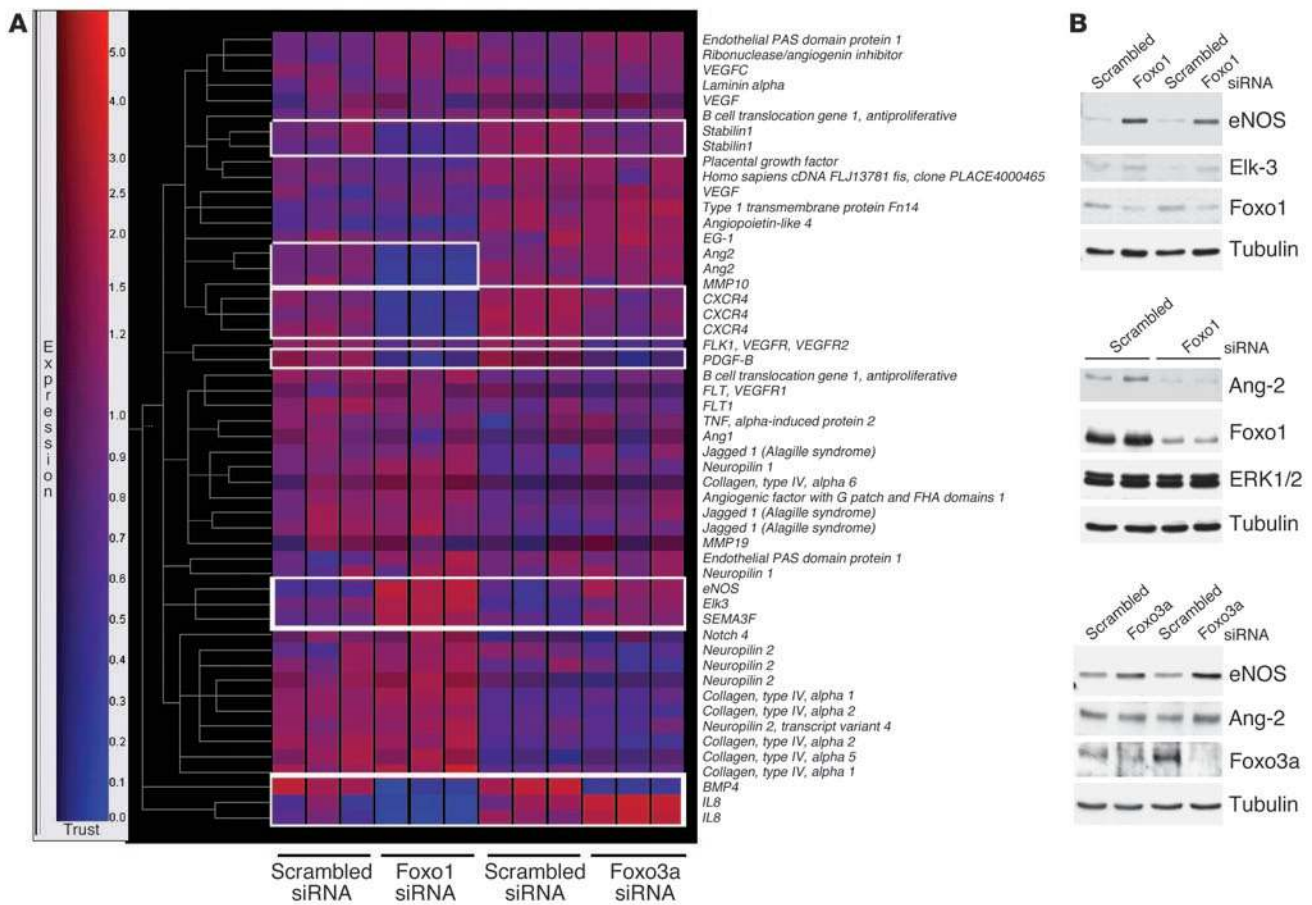 A
5.0
4.0
3.0
2.5
2.0
1.5
1.2
1.0
0.9
0.8
0.7
0.6
0.5
0.4
0.3
0.2
0.1
0.0
Expression
Trust
Endothelial PAS domain protein 1
Ribonuclease/angiogenin inhibitor
VEGFC
Laminin alpha
VEGF
B cell translocation gene 1, antiproliferative
Stabilin1
Stabilin1
Placental growth factor
Homo sapiens cDNA FLJ13781 fis, clone PLACE4000465
VEGF
Type 1 transmembrane protein Fn14
Angiopoietin-like 4
EG-1
Ang2
Ang2
MMP10
CXCR4
CXCR4
CXCR4
FLK1, VEGFR, VEGFR2
PDGF-B
B cell translocation gene 1, antiproliferative
FLT, VEGFR1
FLT1
TNF, alpha-induced protein 2
Ang1
Jagged 1 (Alagille syndrome)
Neuropilin 1
Collagen, type IV, alpha 6
Angiogenic factor with G patch and FHA domains 1
Jagged 1 (Alagille syndrome)
Jagged 1 (Alagille syndrome)
MMP19
Endothelial PAS domain protein 1
Neuropilin 1
eNOS
Elk3
SEMA3F
Notch 4
Neuropilin 2
Neuropilin 2
Neuropilin 2
Collagen, type IV, alpha 1
Collagen, type IV, alpha 2
Neuropilin 2, transcript variant 4
Collagen, type IV, alpha 2
Collagen, type IV, alpha 5
Collagen, type IV, alpha 1
BMP4
IL8
IL8
Scrambled siRNA
Foxo1 siRNA
Scrambled siRNA
Foxo3a siRNA
B
Scrambled Foxo1 Scrambled Foxo1 siRNA
eNOS
Elk-3
Foxo1
Tubulin
Scrambled Foxo1 siRNA
Ang-2
Foxo1
ERK1/2
Tubulin
Scrambled Foxo3a Scrambled Foxo3a siRNA
eNOS
Ang-2
Foxo3a
Tubulin